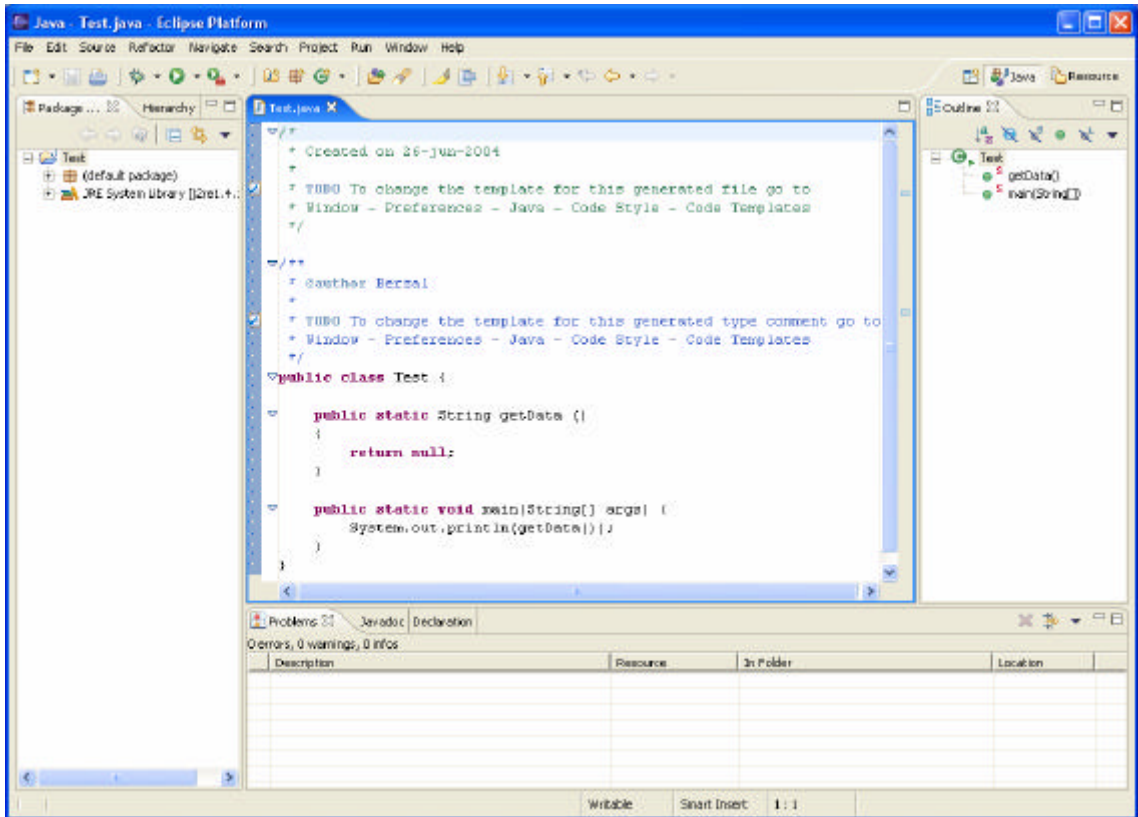 Java - Test.java - Eclipse Platform
File Edit Source Refactor Navigate Search Project Run Window Help
Java Resource
Package ... Hierarchy
Test.java
Outline
Test
(default package)
JRE System Library
/*
* Created on 26-jun-2004
*
* TODO To change the template for this generated file go to
* Window - Preferences - Java - Code Style - Code Templates
*/
/**
* @author Bernal
*
* TODO To change the template for this generated type comment go to
* Window - Preferences - Java - Code Style - Code Templates
*/
public class Test {
public static String getData ()
{
return null;
}
public static void main(String[] args) {
System.out.println(getData());
}
}
Test
getData()
main(String[])
Problems Javadoc Declaration
0 errors, 0 warnings, 0 infos
Description Resource In Folder Location
Writable Smart Insert 1 : 1